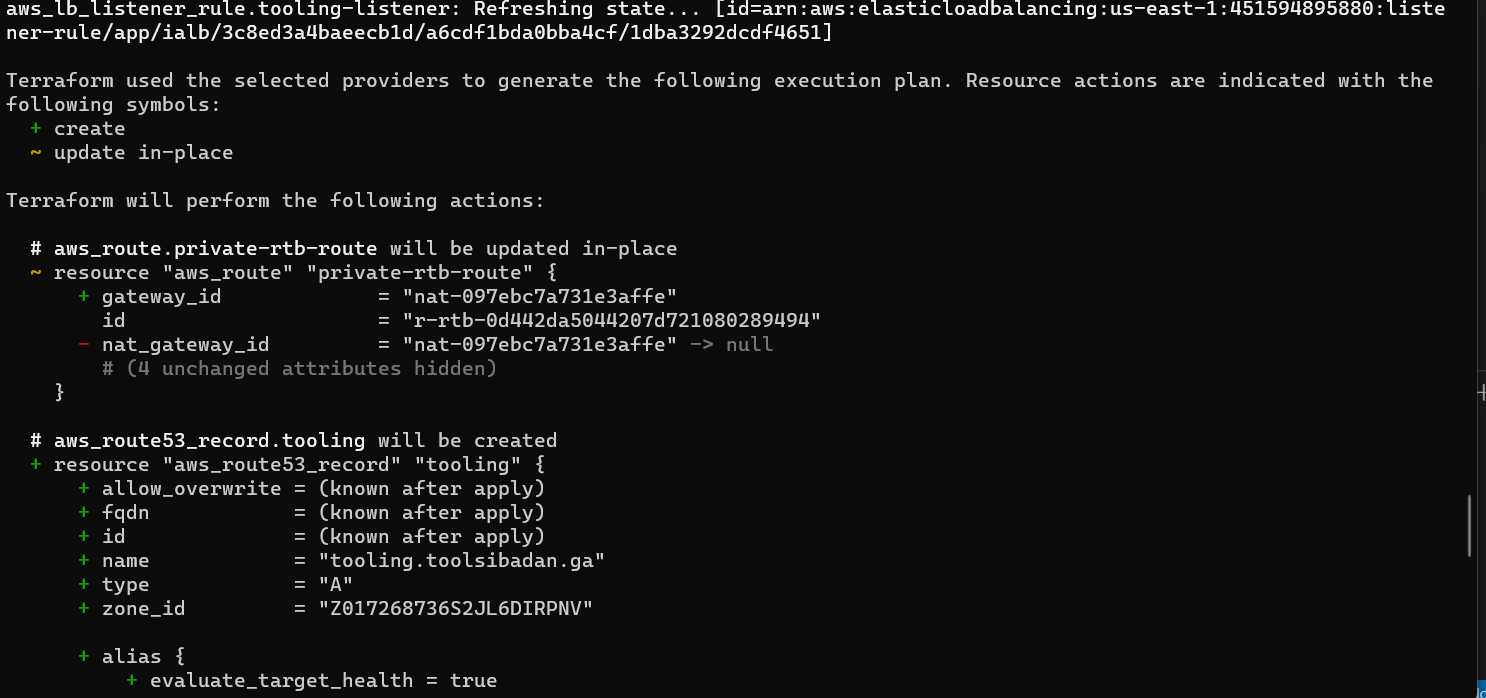 aws_lb_listener_rule.tooling-listener: Refreshing state... [id=arn:aws:elasticloadbalancing:us-east-1:451594895880:liste
ner-rule/app/ialb/3c8ed3a4baeecb1d/a6cdf1bda0bba4cf/1dba3292dcdf4651]

Terraform used the selected providers to generate the following execution plan. Resource actions are indicated with the
following symbols:
  + create
  ~ update in-place

Terraform will perform the following actions:

  # aws_route.private-rtb-route will be updated in-place
  ~ resource "aws_route" "private-rtb-route" {
      + gateway_id             = "nat-097ebc7a731e3affe"
        id                     = "r-rtb-0d442da5044207d721080289494"
      - nat_gateway_id         = "nat-097ebc7a731e3affe" -> null
        # (4 unchanged attributes hidden)
    }

  # aws_route53_record.tooling will be created
  + resource "aws_route53_record" "tooling" {
      + allow_overwrite = (known after apply)
      + fqdn            = (known after apply)
      + id              = (known after apply)
      + name            = "tooling.toolsibadan.ga"
      + type            = "A"
      + zone_id         = "Z017268736S2JL6DIRPNV"

      + alias {
          + evaluate_target_health = true